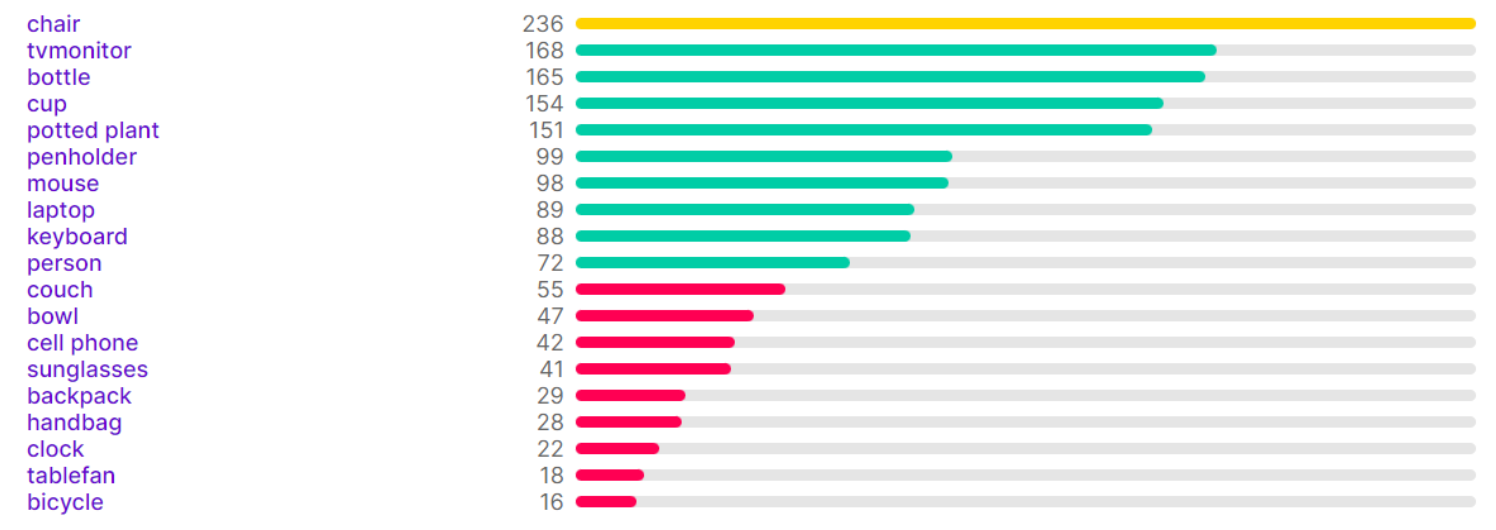 chair 236
tvmonitor 168
bottle 165
cup 154
potted plant 151
penholder 99
mouse 98
laptop 89
keyboard 88
person 72
couch 55
bowl 47
cell phone 42
sunglasses 41
backpack 29
handbag 28
clock 22
tablefan 18
bicycle 16